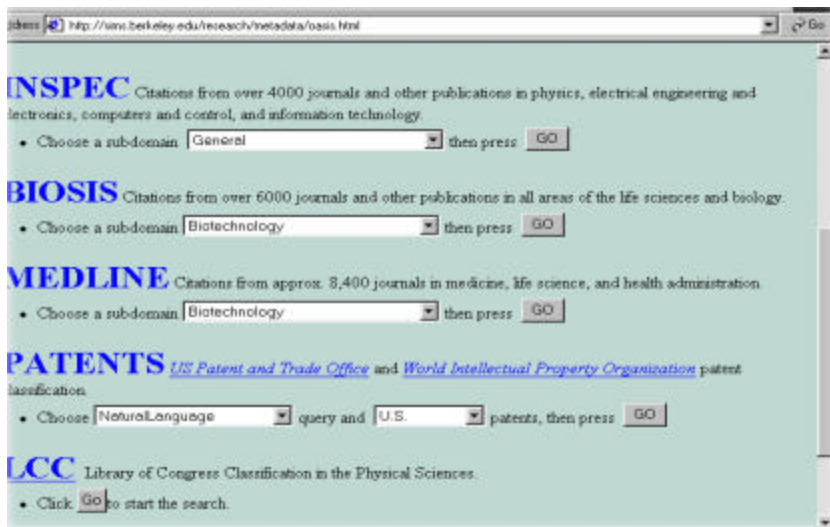 ddress http://sims.berkeley.edu/research/metadata/oasis.html Go
INSPEC Citations from over 4000 journals and other publications in physics, electrical engineering and
lectronics, computers and control, and information technology.
• Choose a subdomain General then press GO
BIOSIS Citations from over 6000 journals and other publications in all areas of the life sciences and biology.
• Choose a subdomain Biotechnology then press GO
MEDLINE Citations from approx. 8,400 journals in medicine, life science, and health administration.
• Choose a subdomain Biotechnology then press GO
PATENTS US Patent and Trade Office and World Intellectual Property Organization patent
lassification.
• Choose NaturalLanguage query and U.S. patents, then press GO
LCC Library of Congress Classification in the Physical Sciences.
• Click Go to start the search.